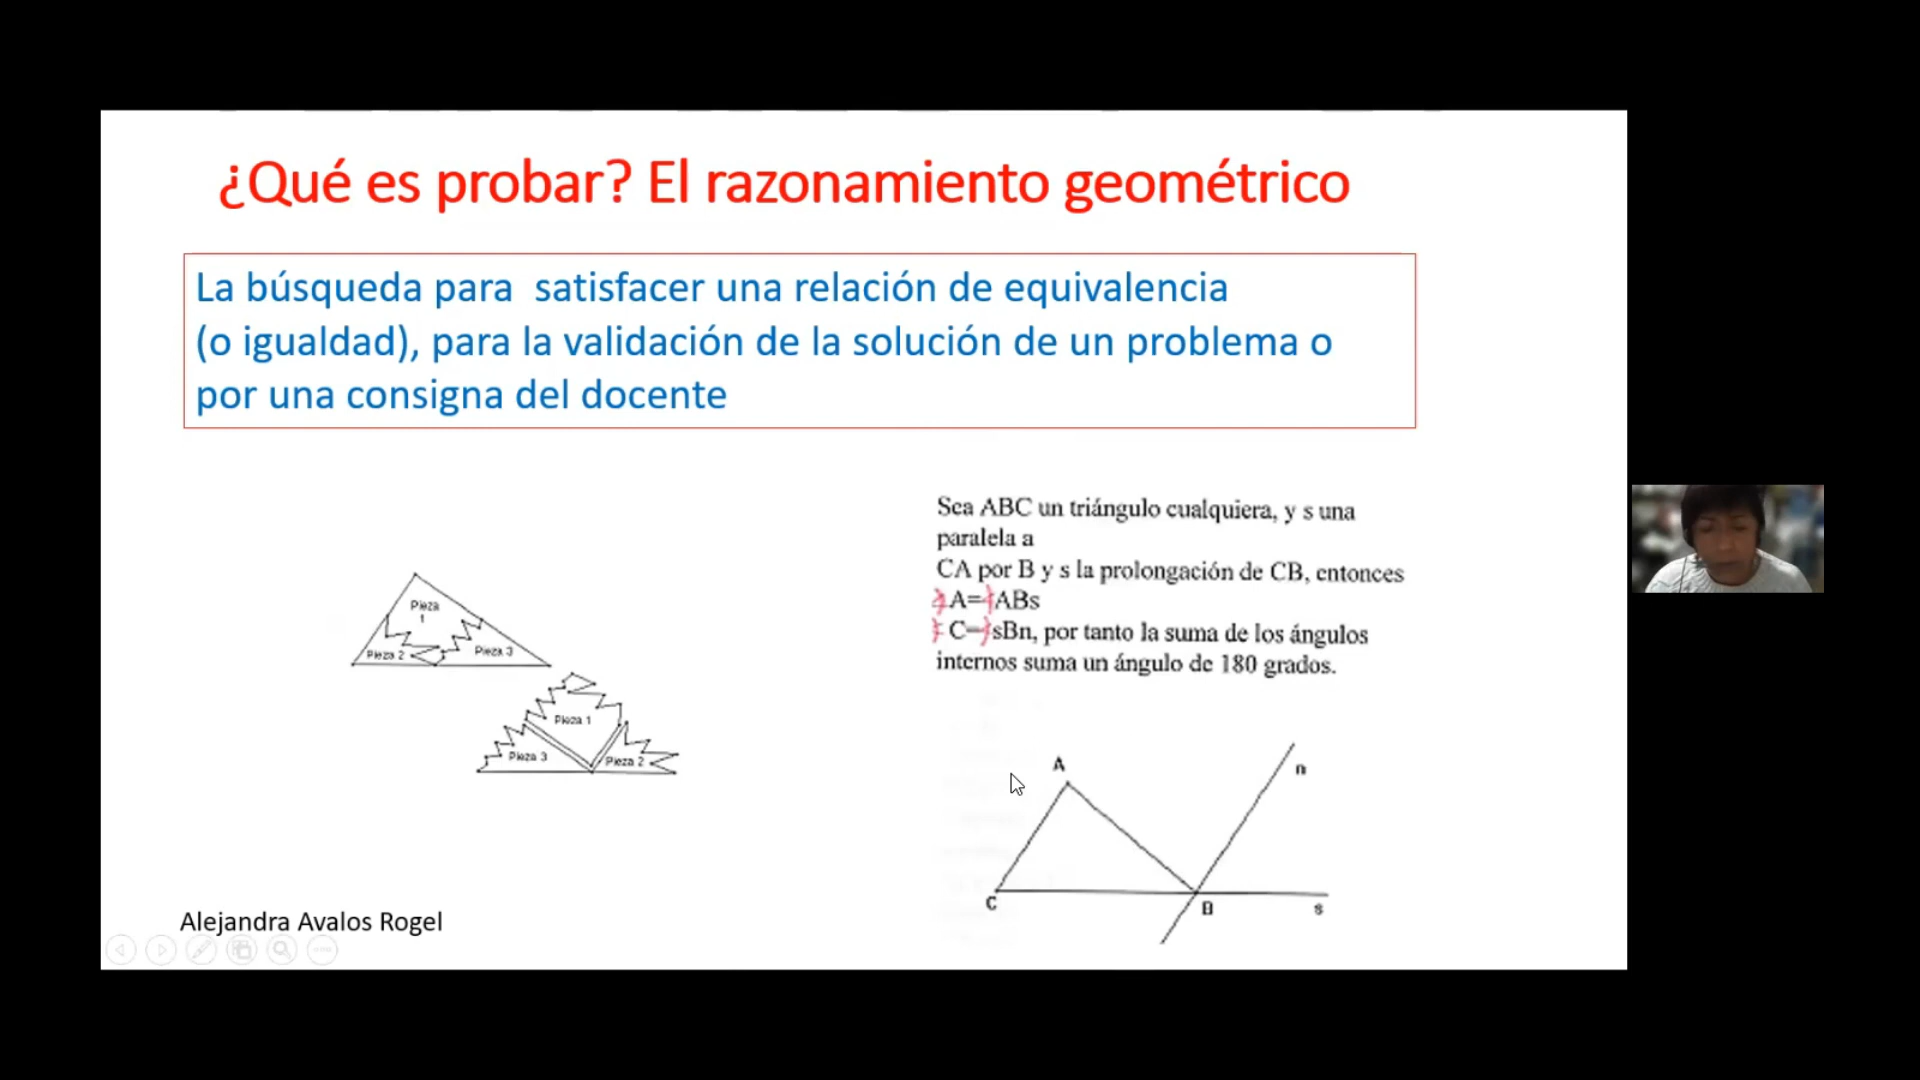 ¿Qué es probar? El razonamiento geométrico
La búsqueda para satisfacer una relación de equivalencia
(o igualdad), para la validación de la solución de un problema o
por una consigna del docente
Sea ABC un triángulo cualquiera, y s una
paralela a
CA por B y s la prolongación de CB, entonces
∢ A=∢ABs
∢ C=∢sBn, por tanto la suma de los ángulos
internos suma un ángulo de 180 grados.
Pieza
1
Pieza 2
Pieza 3
Pieza 1
Pieza 3
Pieza 2
A
n
C
B
s
Alejandra Avalos Rogel